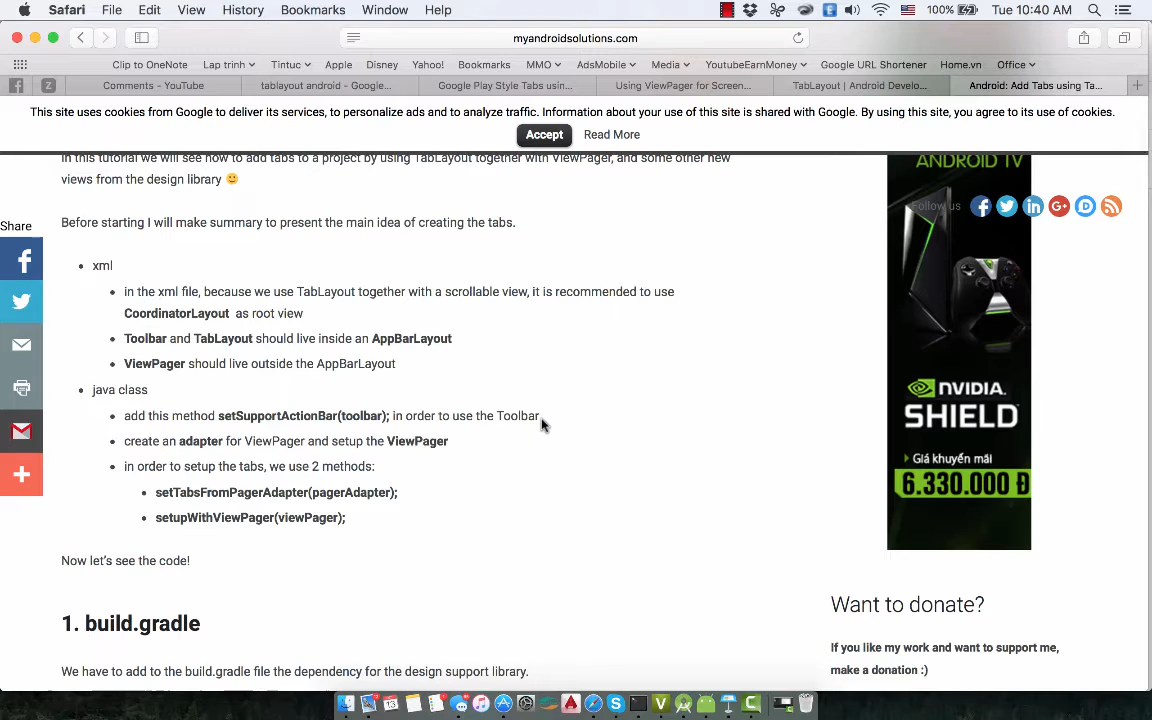 Safari File Edit View History Bookmarks Window Help 100% Tue 10:40 AM
myandroidsolutions.com
Clip to OneNote Lap trinh Tintuc Apple Disney Yahoo! Bookmarks MMO AdsMobile Media YoutubeEarnMoney Google URL Shortener Home.vn Office
Comments - YouTube tablayout android - Google... Google Play Style Tabs usin... Using ViewPager for Screen... TabLayout | Android Develo... Android: Add Tabs using Ta...
This site uses cookies from Google to deliver its services, to personalize ads and to analyze traffic. Information about your use of this site is shared with Google. By using this site, you agree to its use of cookies.
Accept Read More
In this tutorial we will see how to add tabs to a project by using TabLayout together with ViewPager, and some other new
views from the design library
Before starting I will make summary to present the main idea of creating the tabs.
xml
in the xml file, because we use TabLayout together with a scrollable view, it is recommended to use
CoordinatorLayout as root view
Toolbar and TabLayout should live inside an AppBarLayout
ViewPager should live outside the AppBarLayout
java class
add this method setSupportActionBar(toolbar); in order to use the Toolbar
create an adapter for ViewPager and setup the ViewPager
in order to setup the tabs, we use 2 methods:
setTabsFromPagerAdapter(pagerAdapter);
setupWithViewPager(viewPager);
Now let's see the code!
1. build.gradle
We have to add to the build.gradle file the dependency for the design support library.
Share
ANDROID TV
Follow us
NVIDIA.
SHIELD
Giá khuyến mãi
6.330.000 Đ
Want to donate?
If you like my work and want to support me,
make a donation :)